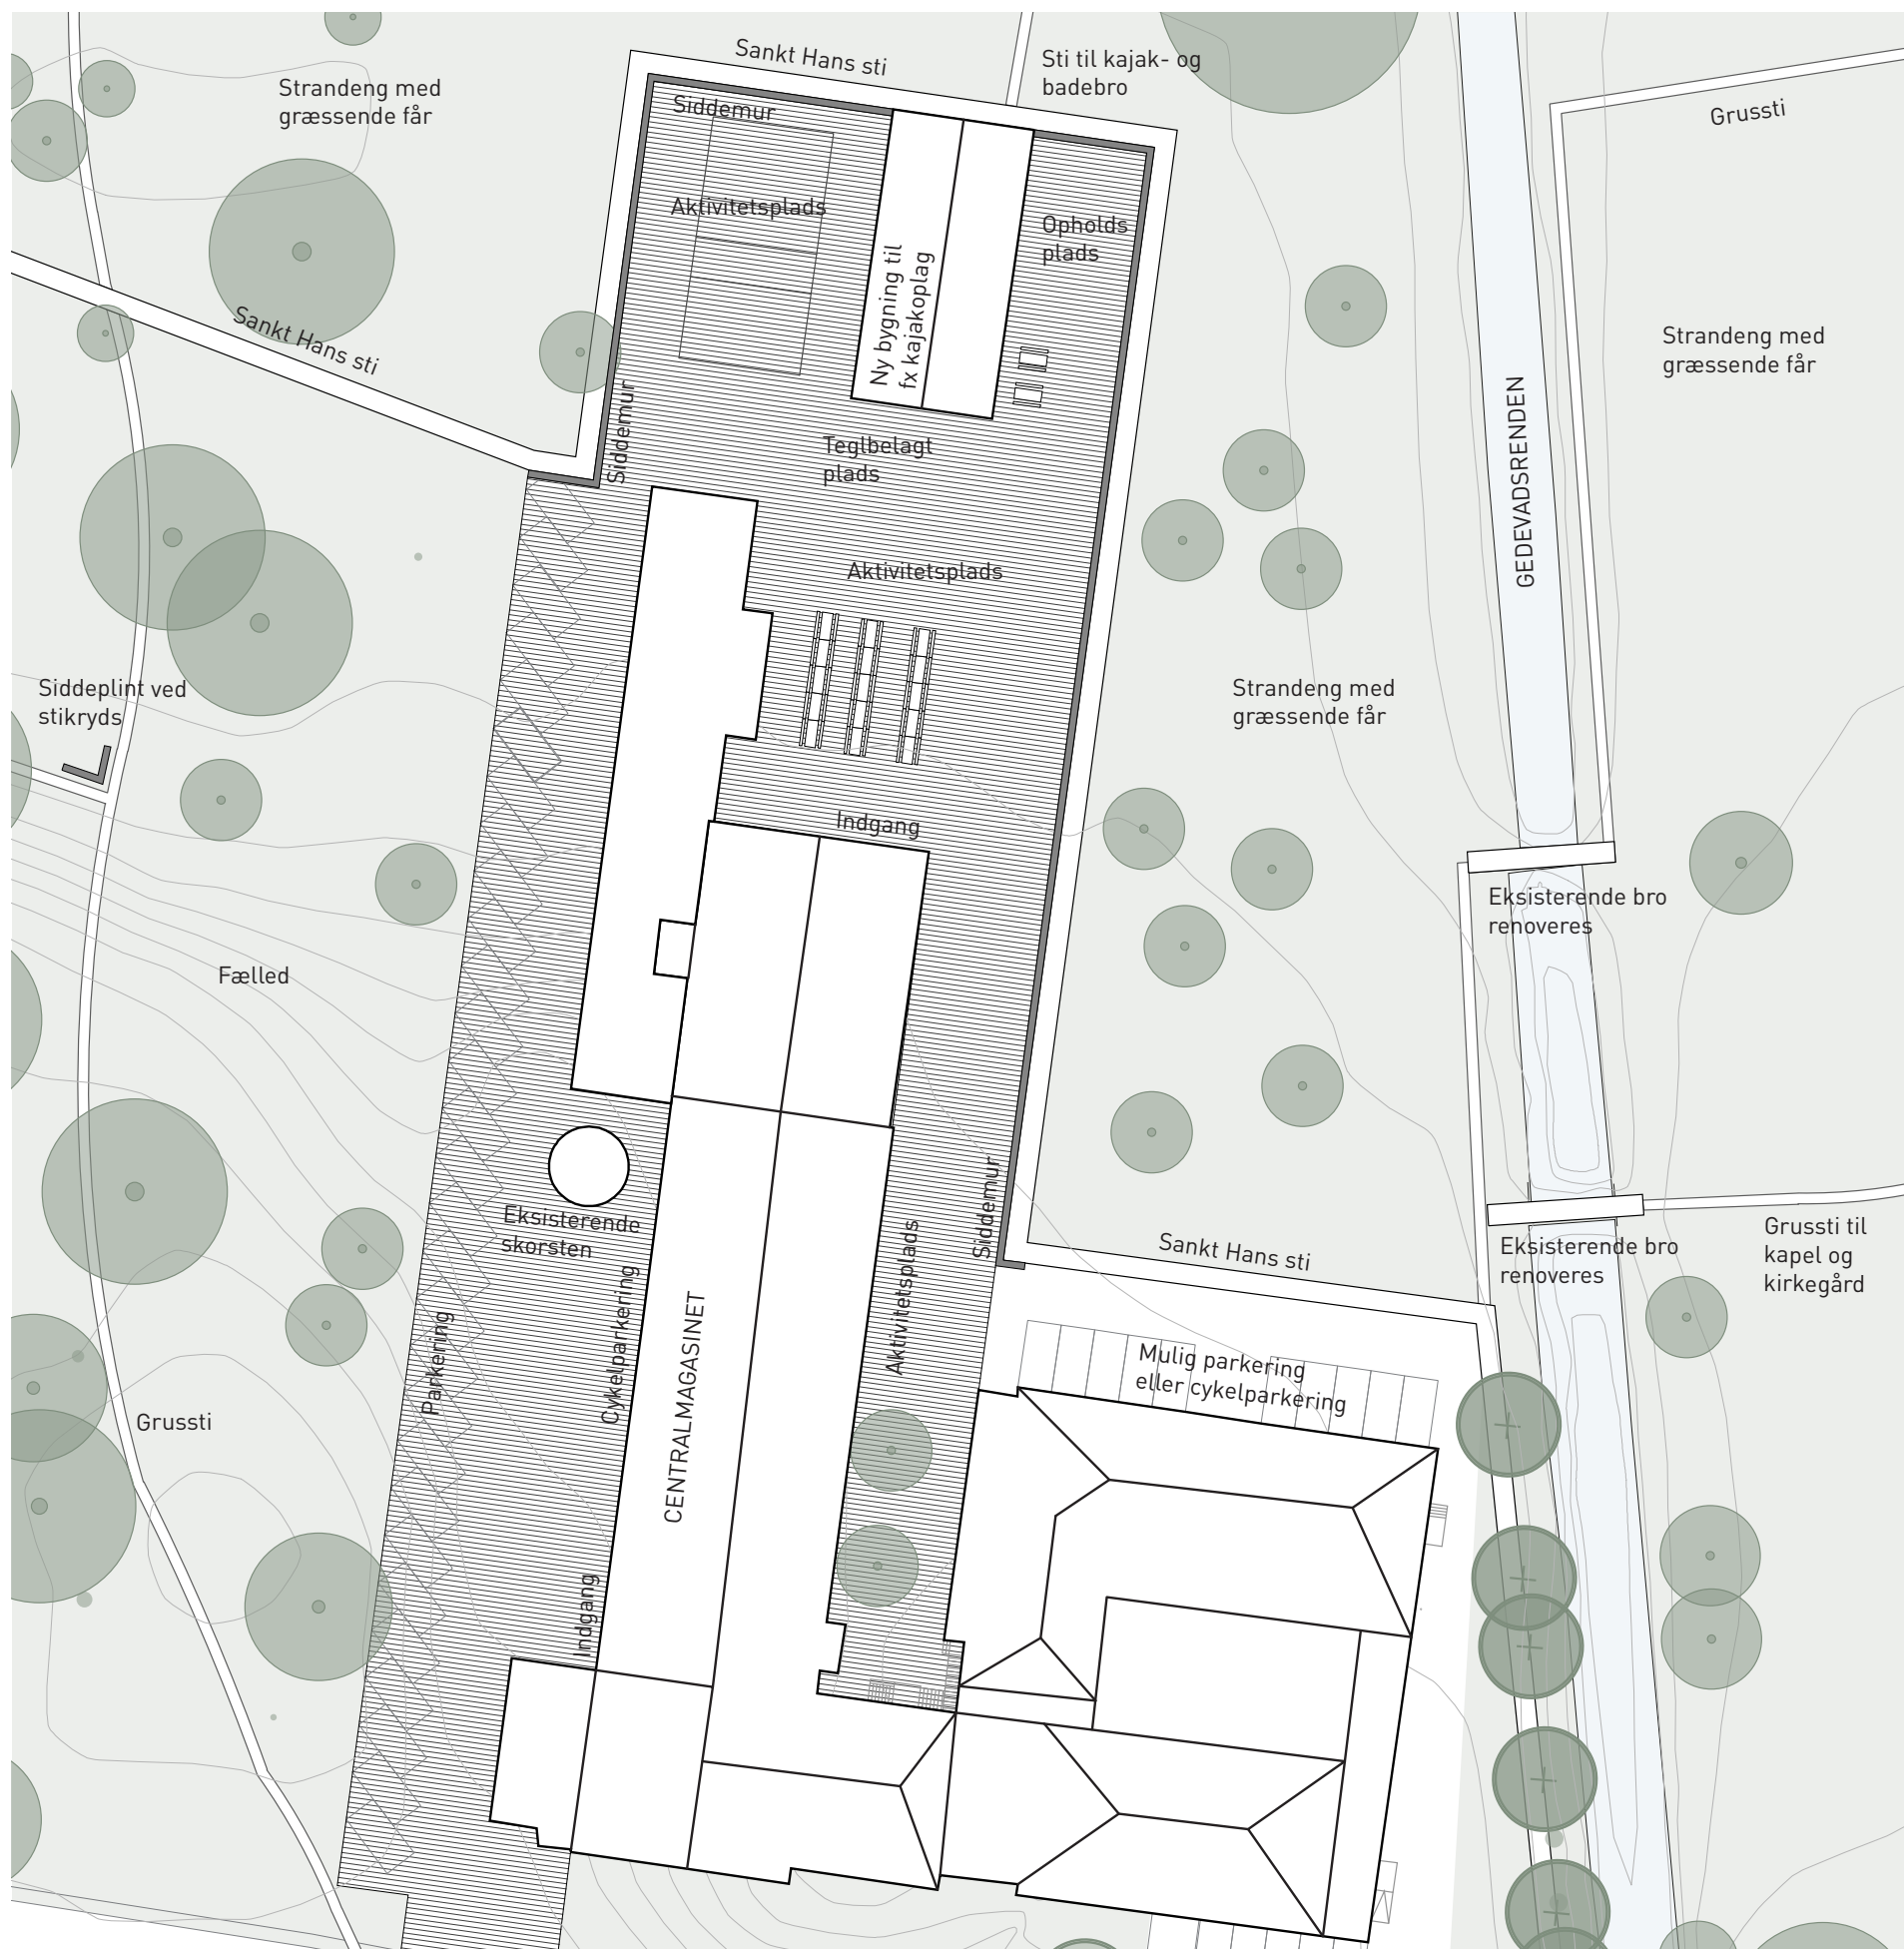 Sankt Hans sti
Sti til kajak- og
badebro
Strandeng med
græssende får
Siddemur
Grussti
Aktivitetsplads
Opholds
plads
Ny bygning til
fx kajakoplag
Sankt Hans sti
Strandeng med
græssende får
Siddemur
Teglbelagt
plads
GEDEVADSRENDEN
Aktivitetsplads
Siddeplint ved
stikryds
Strandeng med
græssende får
Indgang
Eksisterende bro
renoveres
Fælled
Eksisterende
skorsten
Siddemur
Sankt Hans sti
Eksisterende bro
renoveres
Grussti til
kapel og
kirkegård
Parkering
Cykelparkering
CENTRALMAGASINET
Aktivitetsplads
Mulig parkering
eller cykelparkering
Grussti
Indgang